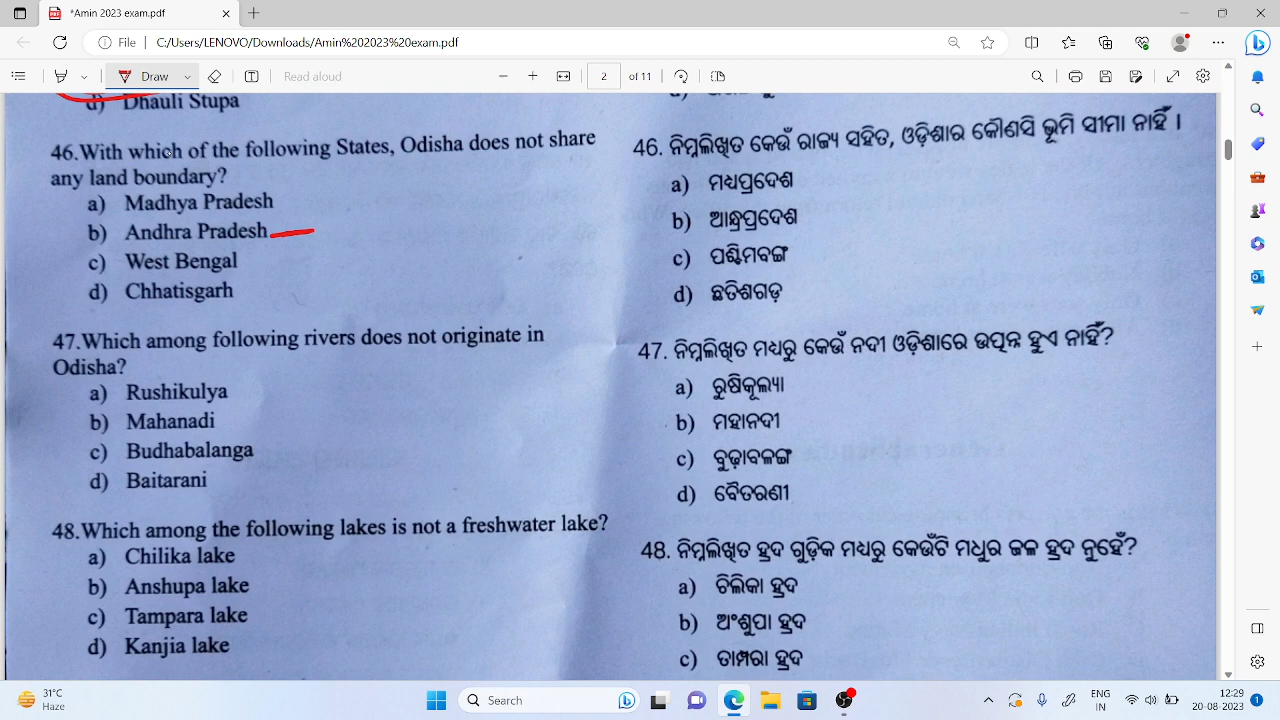 *Amin 2023 exam.pdf
File
C:/Users/LENOVO/Downloads/Amin%202023%20exam.pdf
Draw
Read aloud
2
of 11
d) Dhauli Stupa
46.With which of the following States, Odisha does not share
any land boundary?
a) Madhya Pradesh
b) Andhra Pradesh
c) West Bengal
d) Chhatisgarh
47.Which among following rivers does not originate in
Odisha?
a) Rushikulya
b) Mahanadi
c) Budhabalanga
d) Baitarani
48.Which among the following lakes is not a freshwater lake?
a) Chilika lake
b) Anshupa lake
c) Tampara lake
d) Kanjia lake
46. ନିମ୍ନଲିଖିତ କେଉଁ ରାଜ୍ୟ ସହିତ, ଓଡ଼ିଶାର କୌଣସି ଭୂମି ସୀମା ନାହିଁ ।
a) ମଧ୍ୟପ୍ରଦେଶ
b) ଆନ୍ଧ୍ରପ୍ରଦେଶ
c) ପଶ୍ଚିମବଙ୍ଗ
d) ଛତିଶଗଡ଼
47. ନିମ୍ନଲିଖିତ ମଧ୍ୟରୁ କେଉଁ ନଦୀ ଓଡ଼ିଶାରେ ଉତ୍ପନ୍ନ ହୁଏ ନାହିଁ?
a) ରୁଷିକୂଲ୍ୟା
b) ମହାନଦୀ
c) ବୁଢ଼ାବଳଙ୍ଗ
d) ବୈତରଣୀ
48. ନିମ୍ନଲିଖିତ ହ୍ରଦ ଗୁଡ଼ିକ ମଧ୍ୟରୁ କେଉଁଟି ମଧୁର ଜଳ ହ୍ରଦ ନୁହେଁ?
a) ଚିଲିକା ହ୍ରଦ
b) ଅଂଶୁପା ହ୍ରଦ
c) ତାମ୍ପରା ହ୍ରଦ
31°C
Haze
Search
ENG
IN
12:29
20-08-2023
1